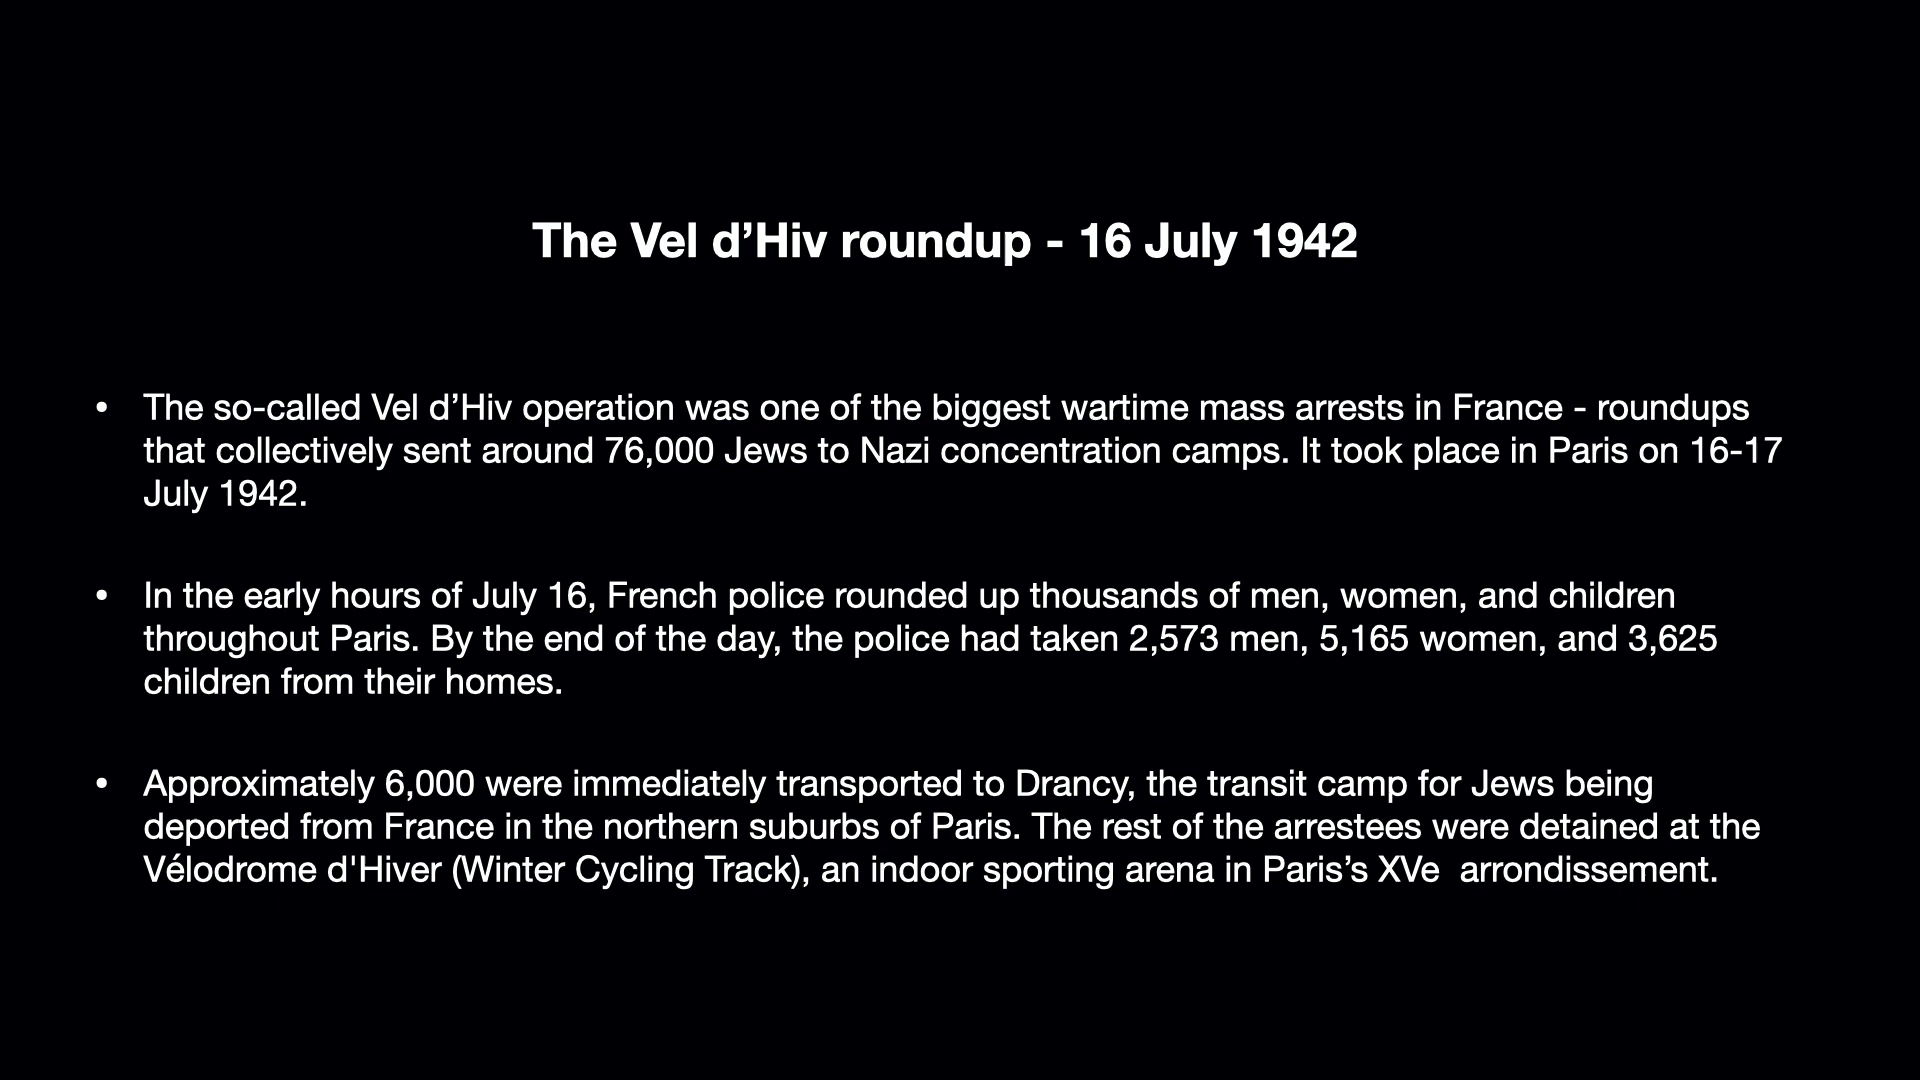 The Vel d’Hiv roundup - 16 July 1942
• The so-called Vel d’Hiv operation was one of the biggest wartime mass arrests in France - roundups
that collectively sent around 76,000 Jews to Nazi concentration camps. It took place in Paris on 16-17
July 1942.
• In the early hours of July 16, French police rounded up thousands of men, women, and children
throughout Paris. By the end of the day, the police had taken 2,573 men, 5,165 women, and 3,625
children from their homes.
• Approximately 6,000 were immediately transported to Drancy, the transit camp for Jews being
deported from France in the northern suburbs of Paris. The rest of the arrestees were detained at the
Vélodrome d'Hiver (Winter Cycling Track), an indoor sporting arena in Paris’s XVe  arrondissement.